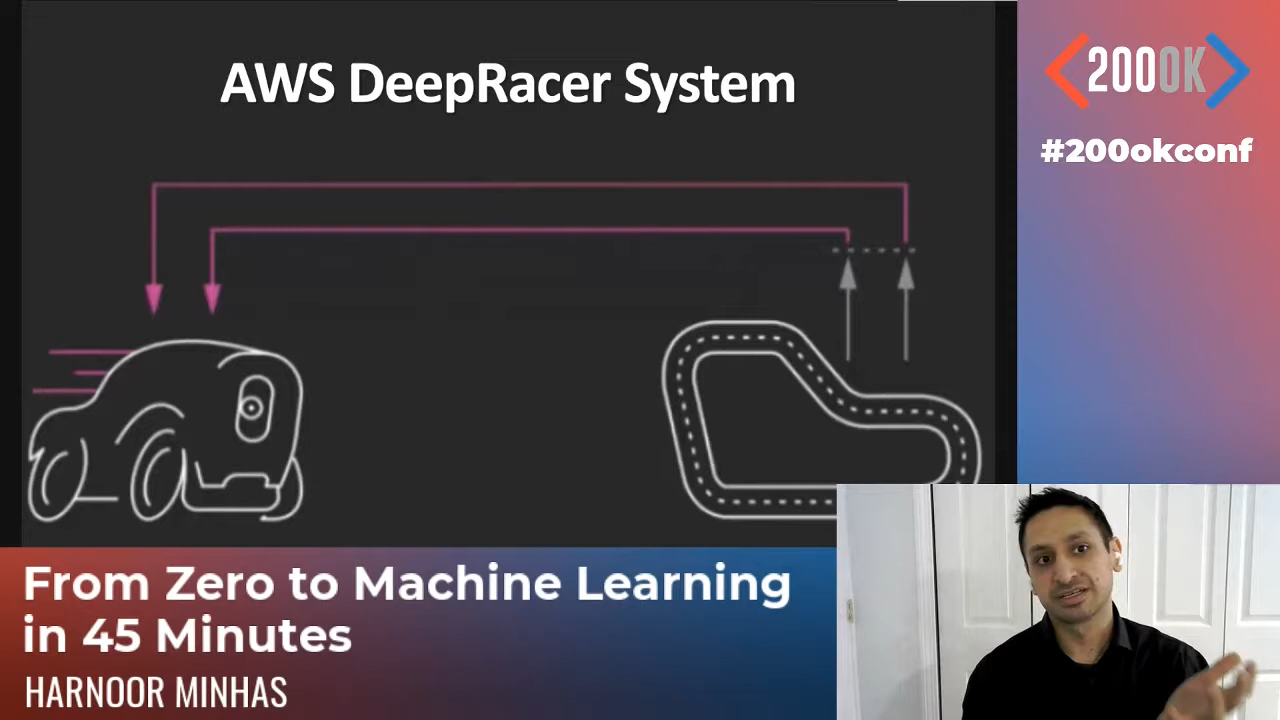 AWS DeepRacer System
200OK
#200okconf
From Zero to Machine Learning
in 45 Minutes
HARNOOR MINHAS